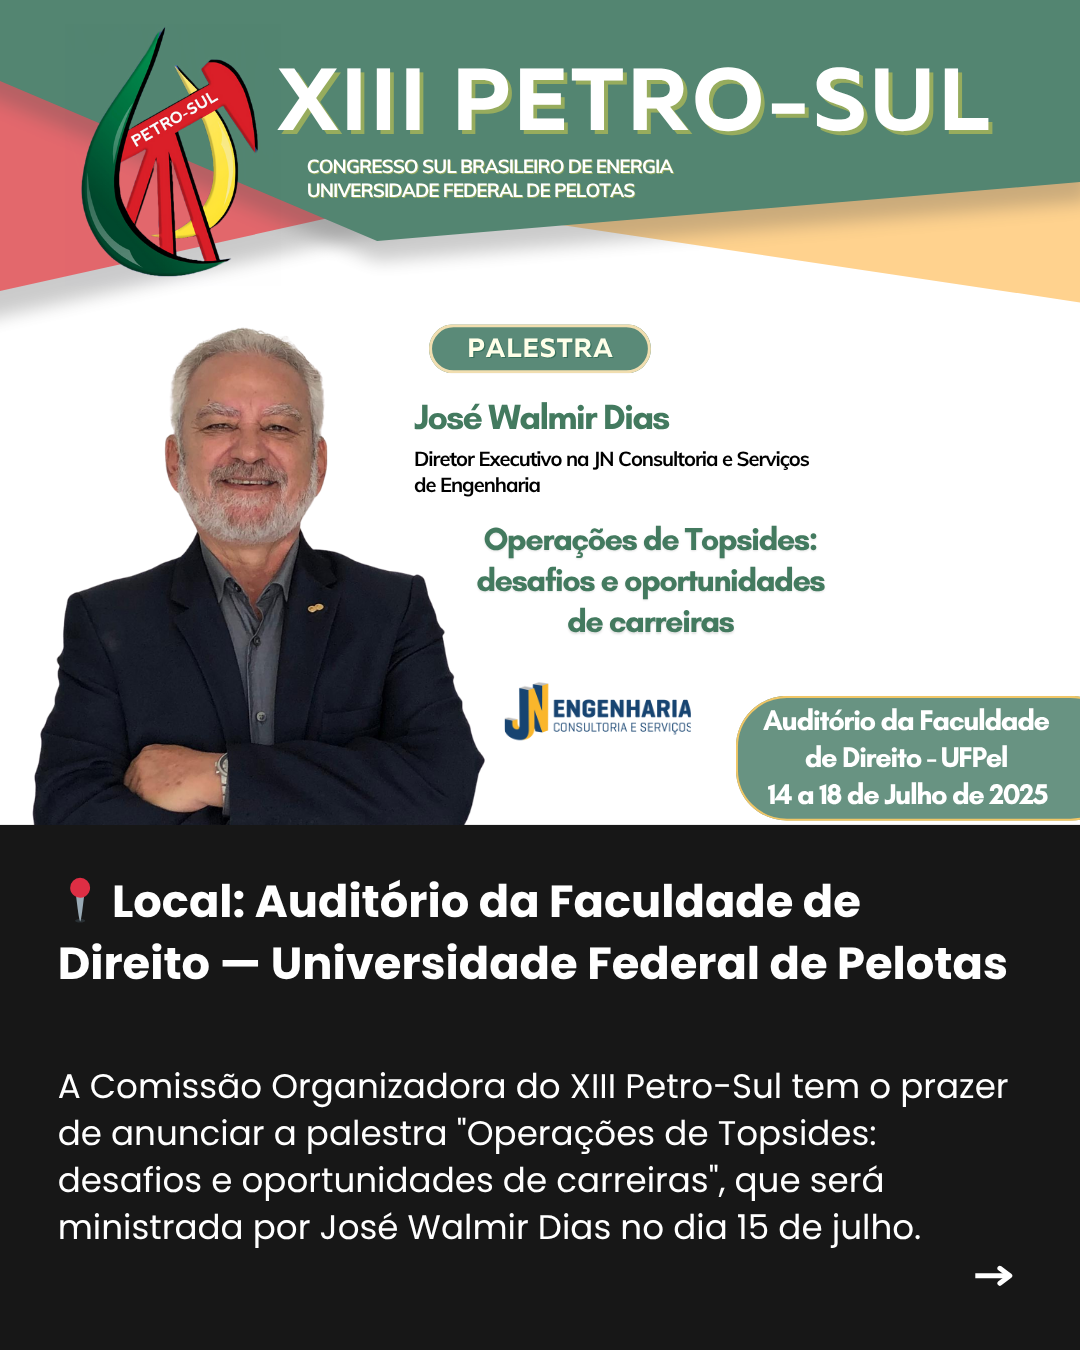 PETRO-SUL
XIII PETRO-SUL
CONGRESSO SUL BRASILEIRO DE ENERGIA
UNIVERSIDADE FEDERAL DE PELOTAS
PALESTRA
José Walmir Dias
Diretor Executivo na JN Consultoria e Serviços
de Engenharia
Operações de Topsides:
desafios e oportunidades
de carreiras
JN ENGENHARIA
CONSULTORIA E SERVIÇOS
Auditório da Faculdade
de Direito - UFPel
14 a 18 de Julho de 2025
📍 Local: Auditório da Faculdade de
Direito — Universidade Federal de Pelotas
A Comissão Organizadora do XIII Petro-Sul tem o prazer
de anunciar a palestra "Operações de Topsides:
desafios e oportunidades de carreiras", que será
ministrada por José Walmir Dias no dia 15 de julho.
→